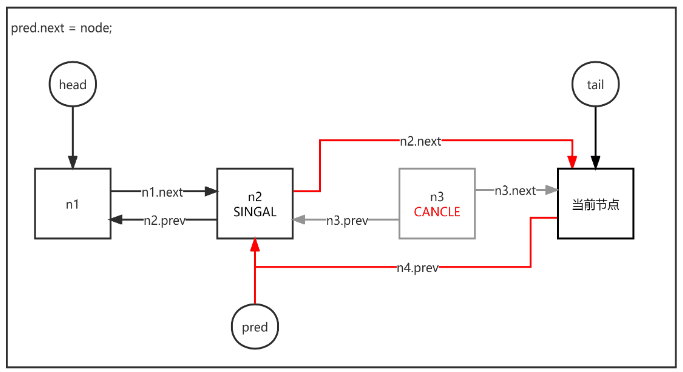 pred.next = node;
head
tail
n2.next
n1
n1.next
n2.prev
n2
SINGAL
n3.prev
n3
CANCLE
n3.next
当前节点
n4.prev
pred